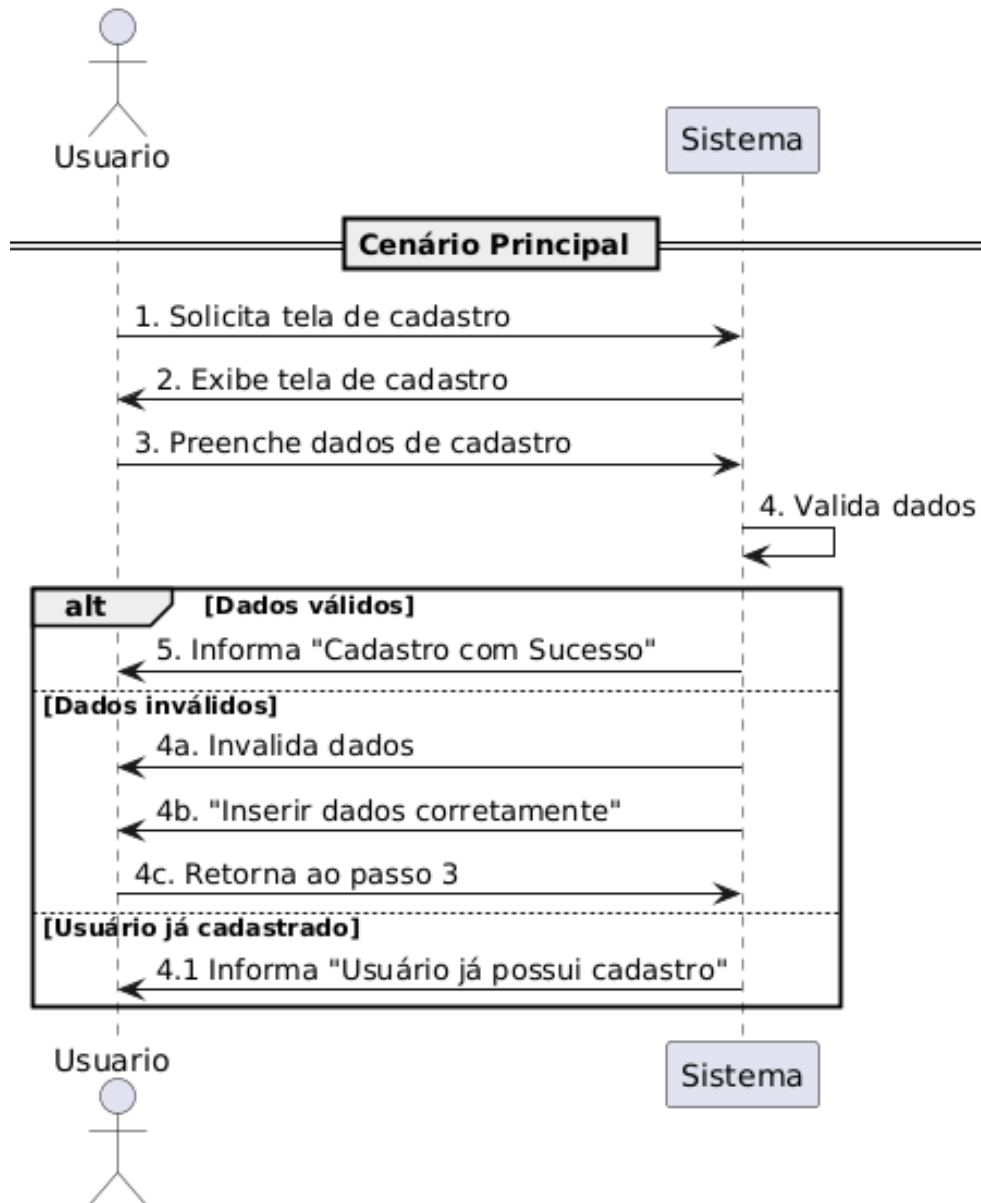 Usuario
Sistema
Cenário Principal
1. Solicita tela de cadastro
2. Exibe tela de cadastro
3. Preenche dados de cadastro
4. Valida dados
alt [Dados válidos]
5. Informa "Cadastro com Sucesso"
[Dados inválidos]
4a. Invalida dados
4b. "Inserir dados corretamente"
4c. Retorna ao passo 3
[Usuário já cadastrado]
4.1 Informa "Usuário já possui cadastro"
Usuario
Sistema